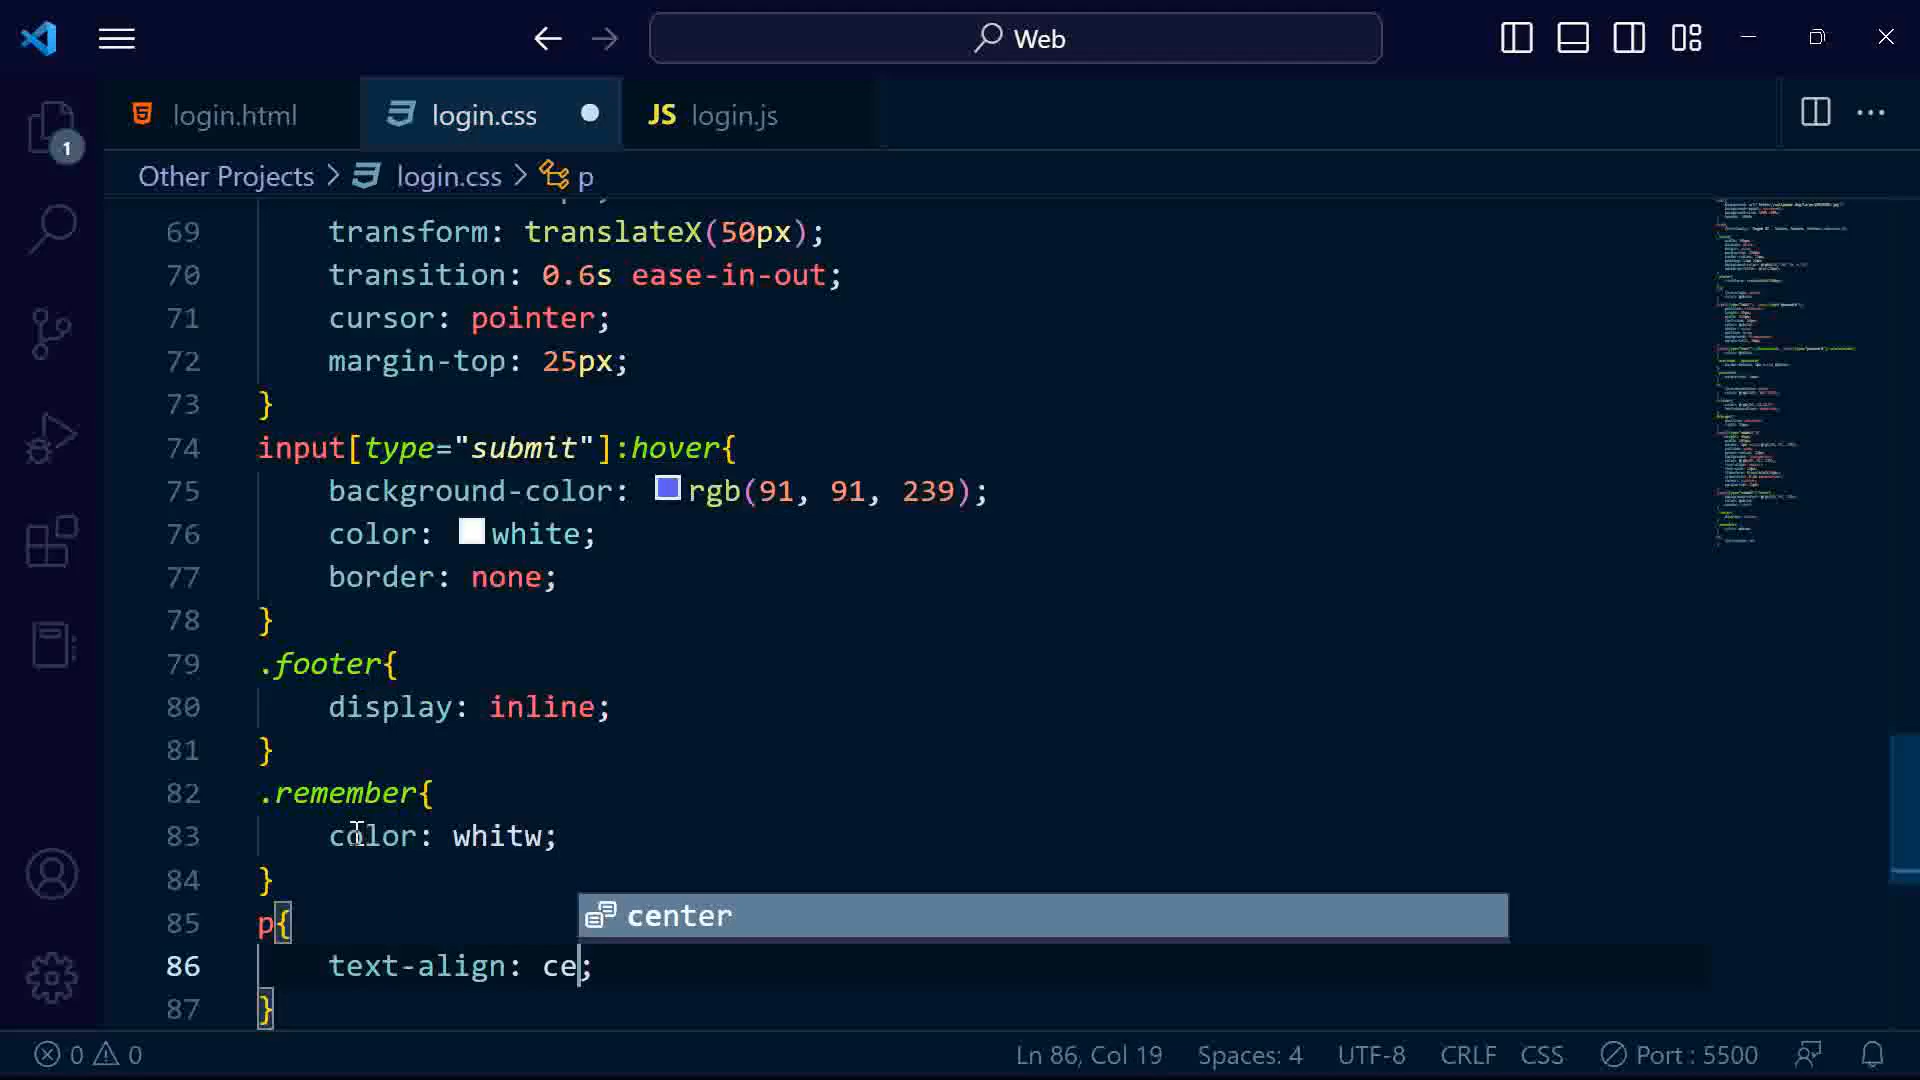 Web
login.html
login.css
JS login.js
1
Other Projects > login.css > p
69 transform: translateX(50px);
70 transition: 0.6s ease-in-out;
71 cursor: pointer;
72 margin-top: 25px;
73 }
74 input[type="submit"]:hover{
75 background-color: rgb(91, 91, 239);
76 color: white;
77 border: none;
78 }
79 .footer{
80 display: inline;
81 }
82 .remember{
83 color: whitw;
84 }
85 p{
center
86 text-align: ce;
87 }
0 0 Ln 86, Col 19 Spaces: 4 UTF-8 CRLF CSS Port : 5500